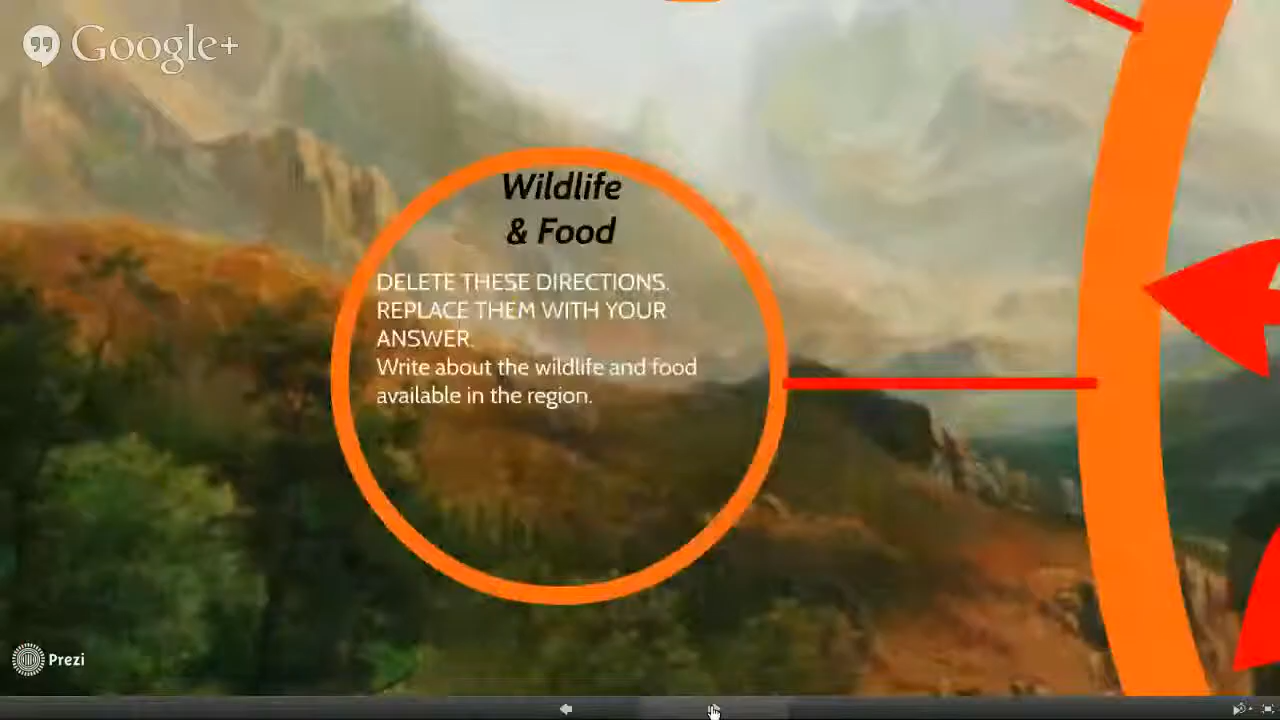 Google+
Wildlife
& Food
DELETE THESE DIRECTIONS.
REPLACE THEM WITH YOUR
ANSWER.
Write about the wildlife and food
available in the region.
Prezi